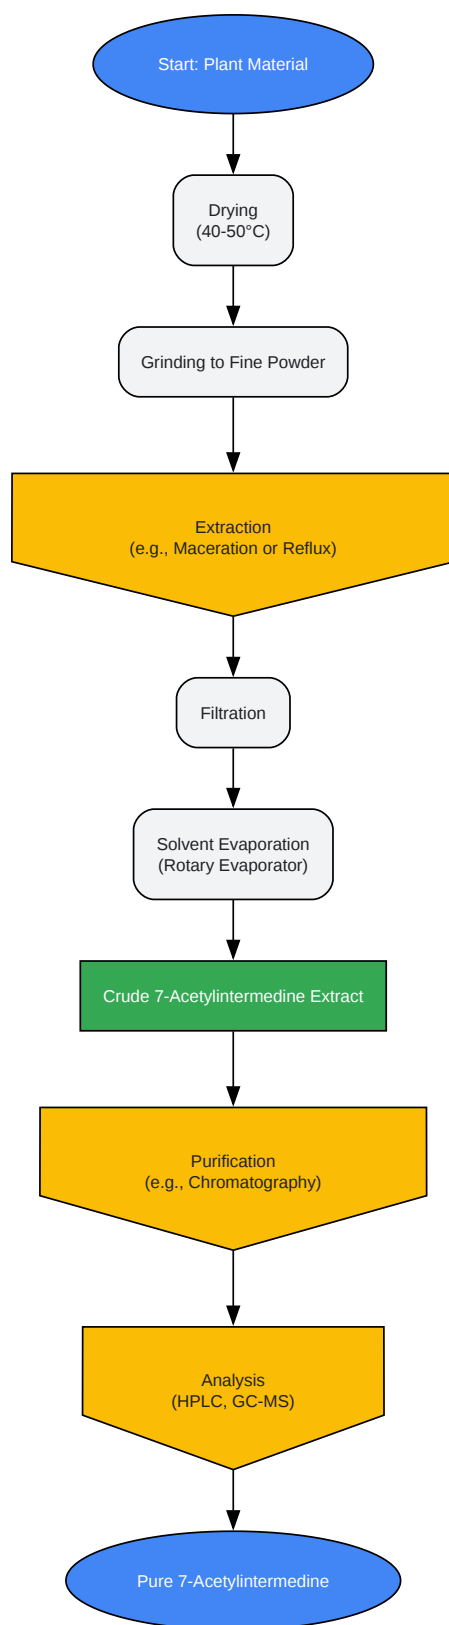 Start: Plant Material
Drying
(40-50°C)
Grinding to Fine Powder
Extraction
(e.g., Maceration or Reflux)
Filtration
Solvent Evaporation
(Rotary Evaporator)
Crude 7-Acetylintermedine Extract
Purification
(e.g., Chromatography)
Analysis
(HPLC, GC-MS)
Pure 7-Acetylintermedine